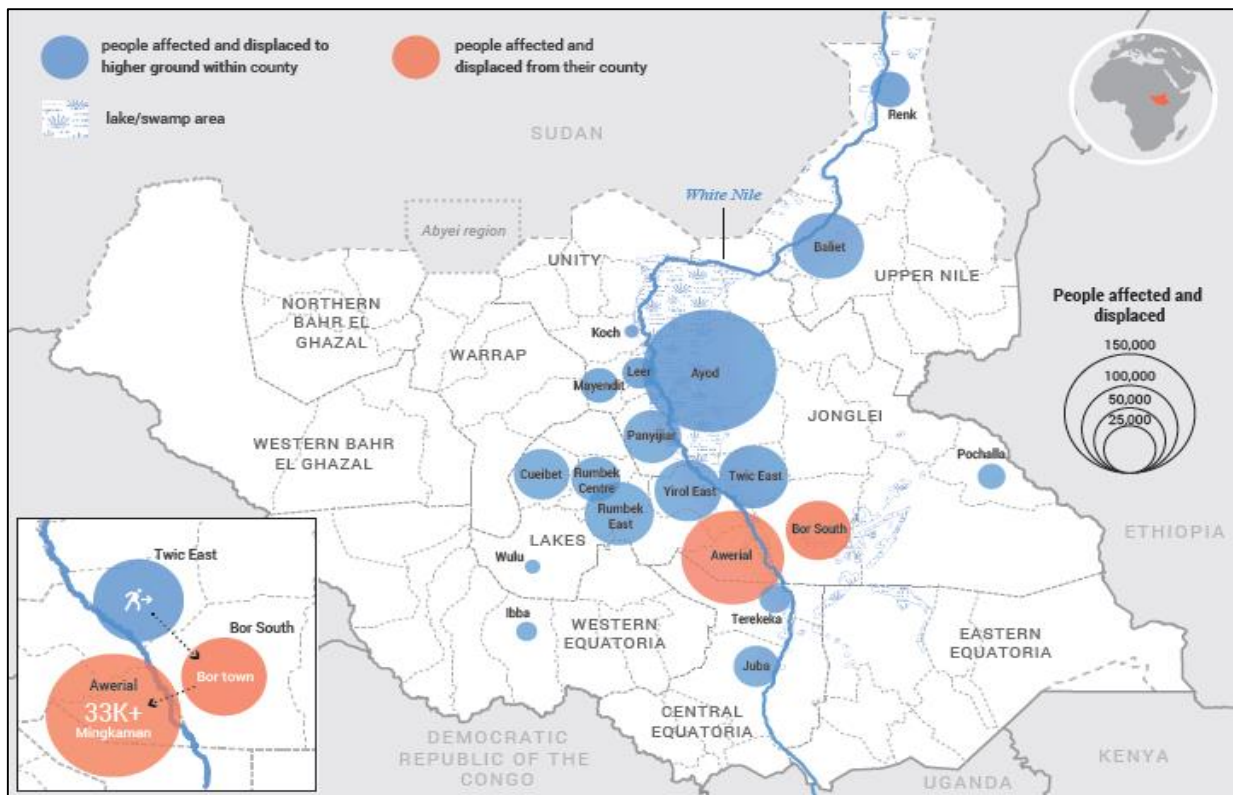 people affected and displaced to
higher ground within county
people affected and
displaced from their county
lake/swamp area
SUDAN
Renk
White Nile
Abyei region
Baliet
UNITY
UPPER NILE
NORTHERN
BAHR EL
GHAZAL
People affected and
displaced
150,000
100,000
50,000
25,000
Koch
WARRAP
Leer
Ayod
Mayendit
JONGLEI
Panyijiar
WESTERN BAHR
EL GHAZAL
Pochalla
Cueibet
Rumbek
Centre
Yirol East
Twic East
Rumbek
East
Bor South
ETHIOPIA
LAKES
Awerial
Wulu
Terekeka
Ibba
WESTERN
EQUATORIA
EASTERN
EQUATORIA
Juba
CENTRAL
EQUATORIA
DEMOCRATIC
REPUBLIC OF THE
CONGO
UGANDA
KENYA
Twic East
Bor South
Bor town
Awerial
33K+
Mingkaman